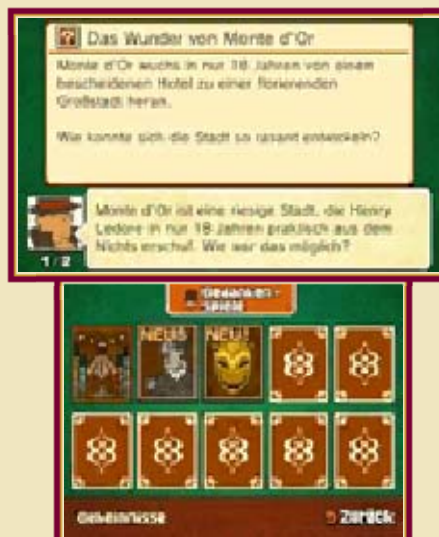 Das Wunder von Monte d'Or
Monte d'Or wuchs in nur 18 Jahren von einem
bescheidenen Hotel zu einer florierenden
Großstadt heran.
Wie konnte sich die Stadt so rasant entwickeln?
Monte d'Or ist eine riesige Stadt, die Henry
Ledore in nur 18 Jahren praktisch aus dem
Nichts erschuf. Wie war das möglich?
1/2
Gedanken-
spiele
NEU!
NEU!
Geheimnisse
Zurück